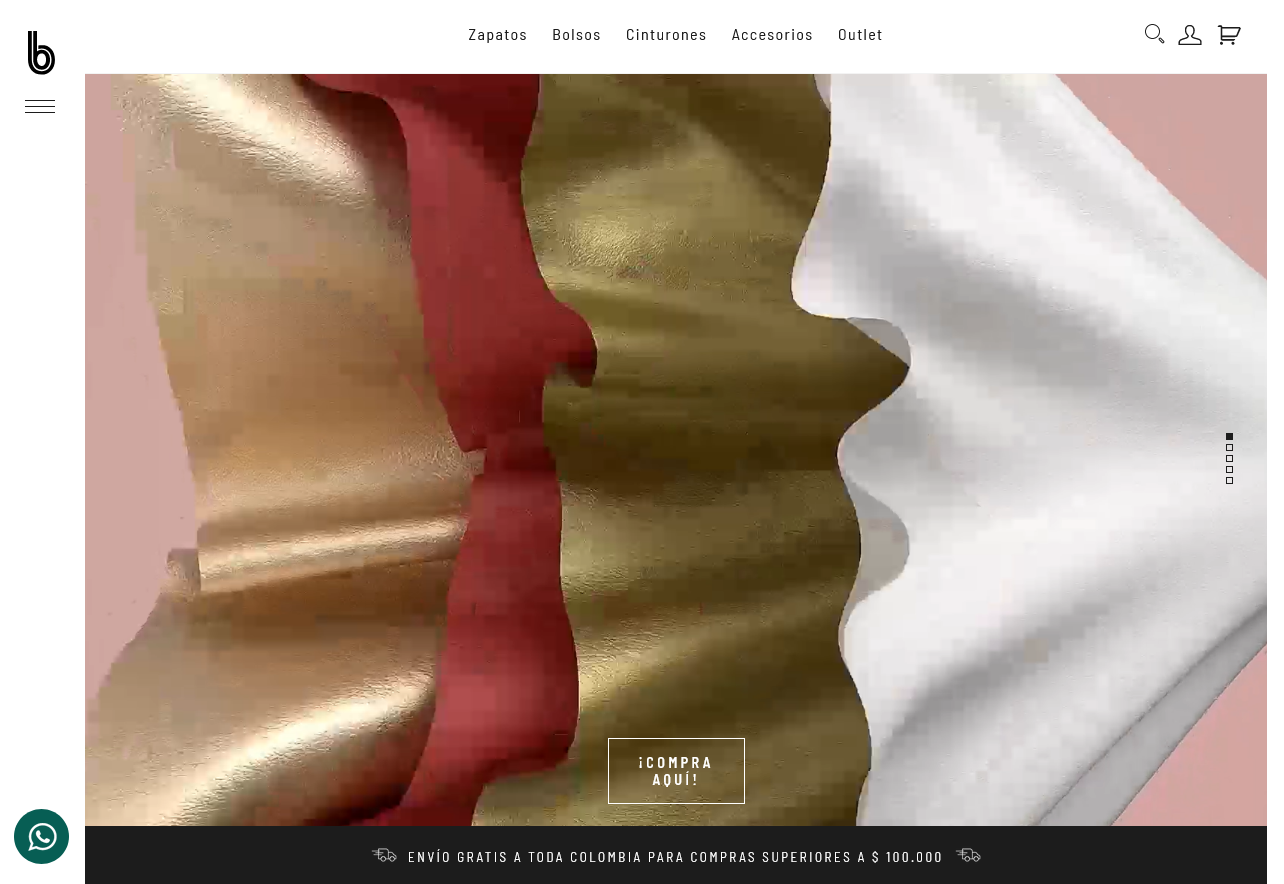 b
Zapatos Bolsos Cinturones Accesorios Outlet
¡COMPRA
AQUÍ!
ENVÍO GRATIS A TODA COLOMBIA PARA COMPRAS SUPERIORES A $ 100.000